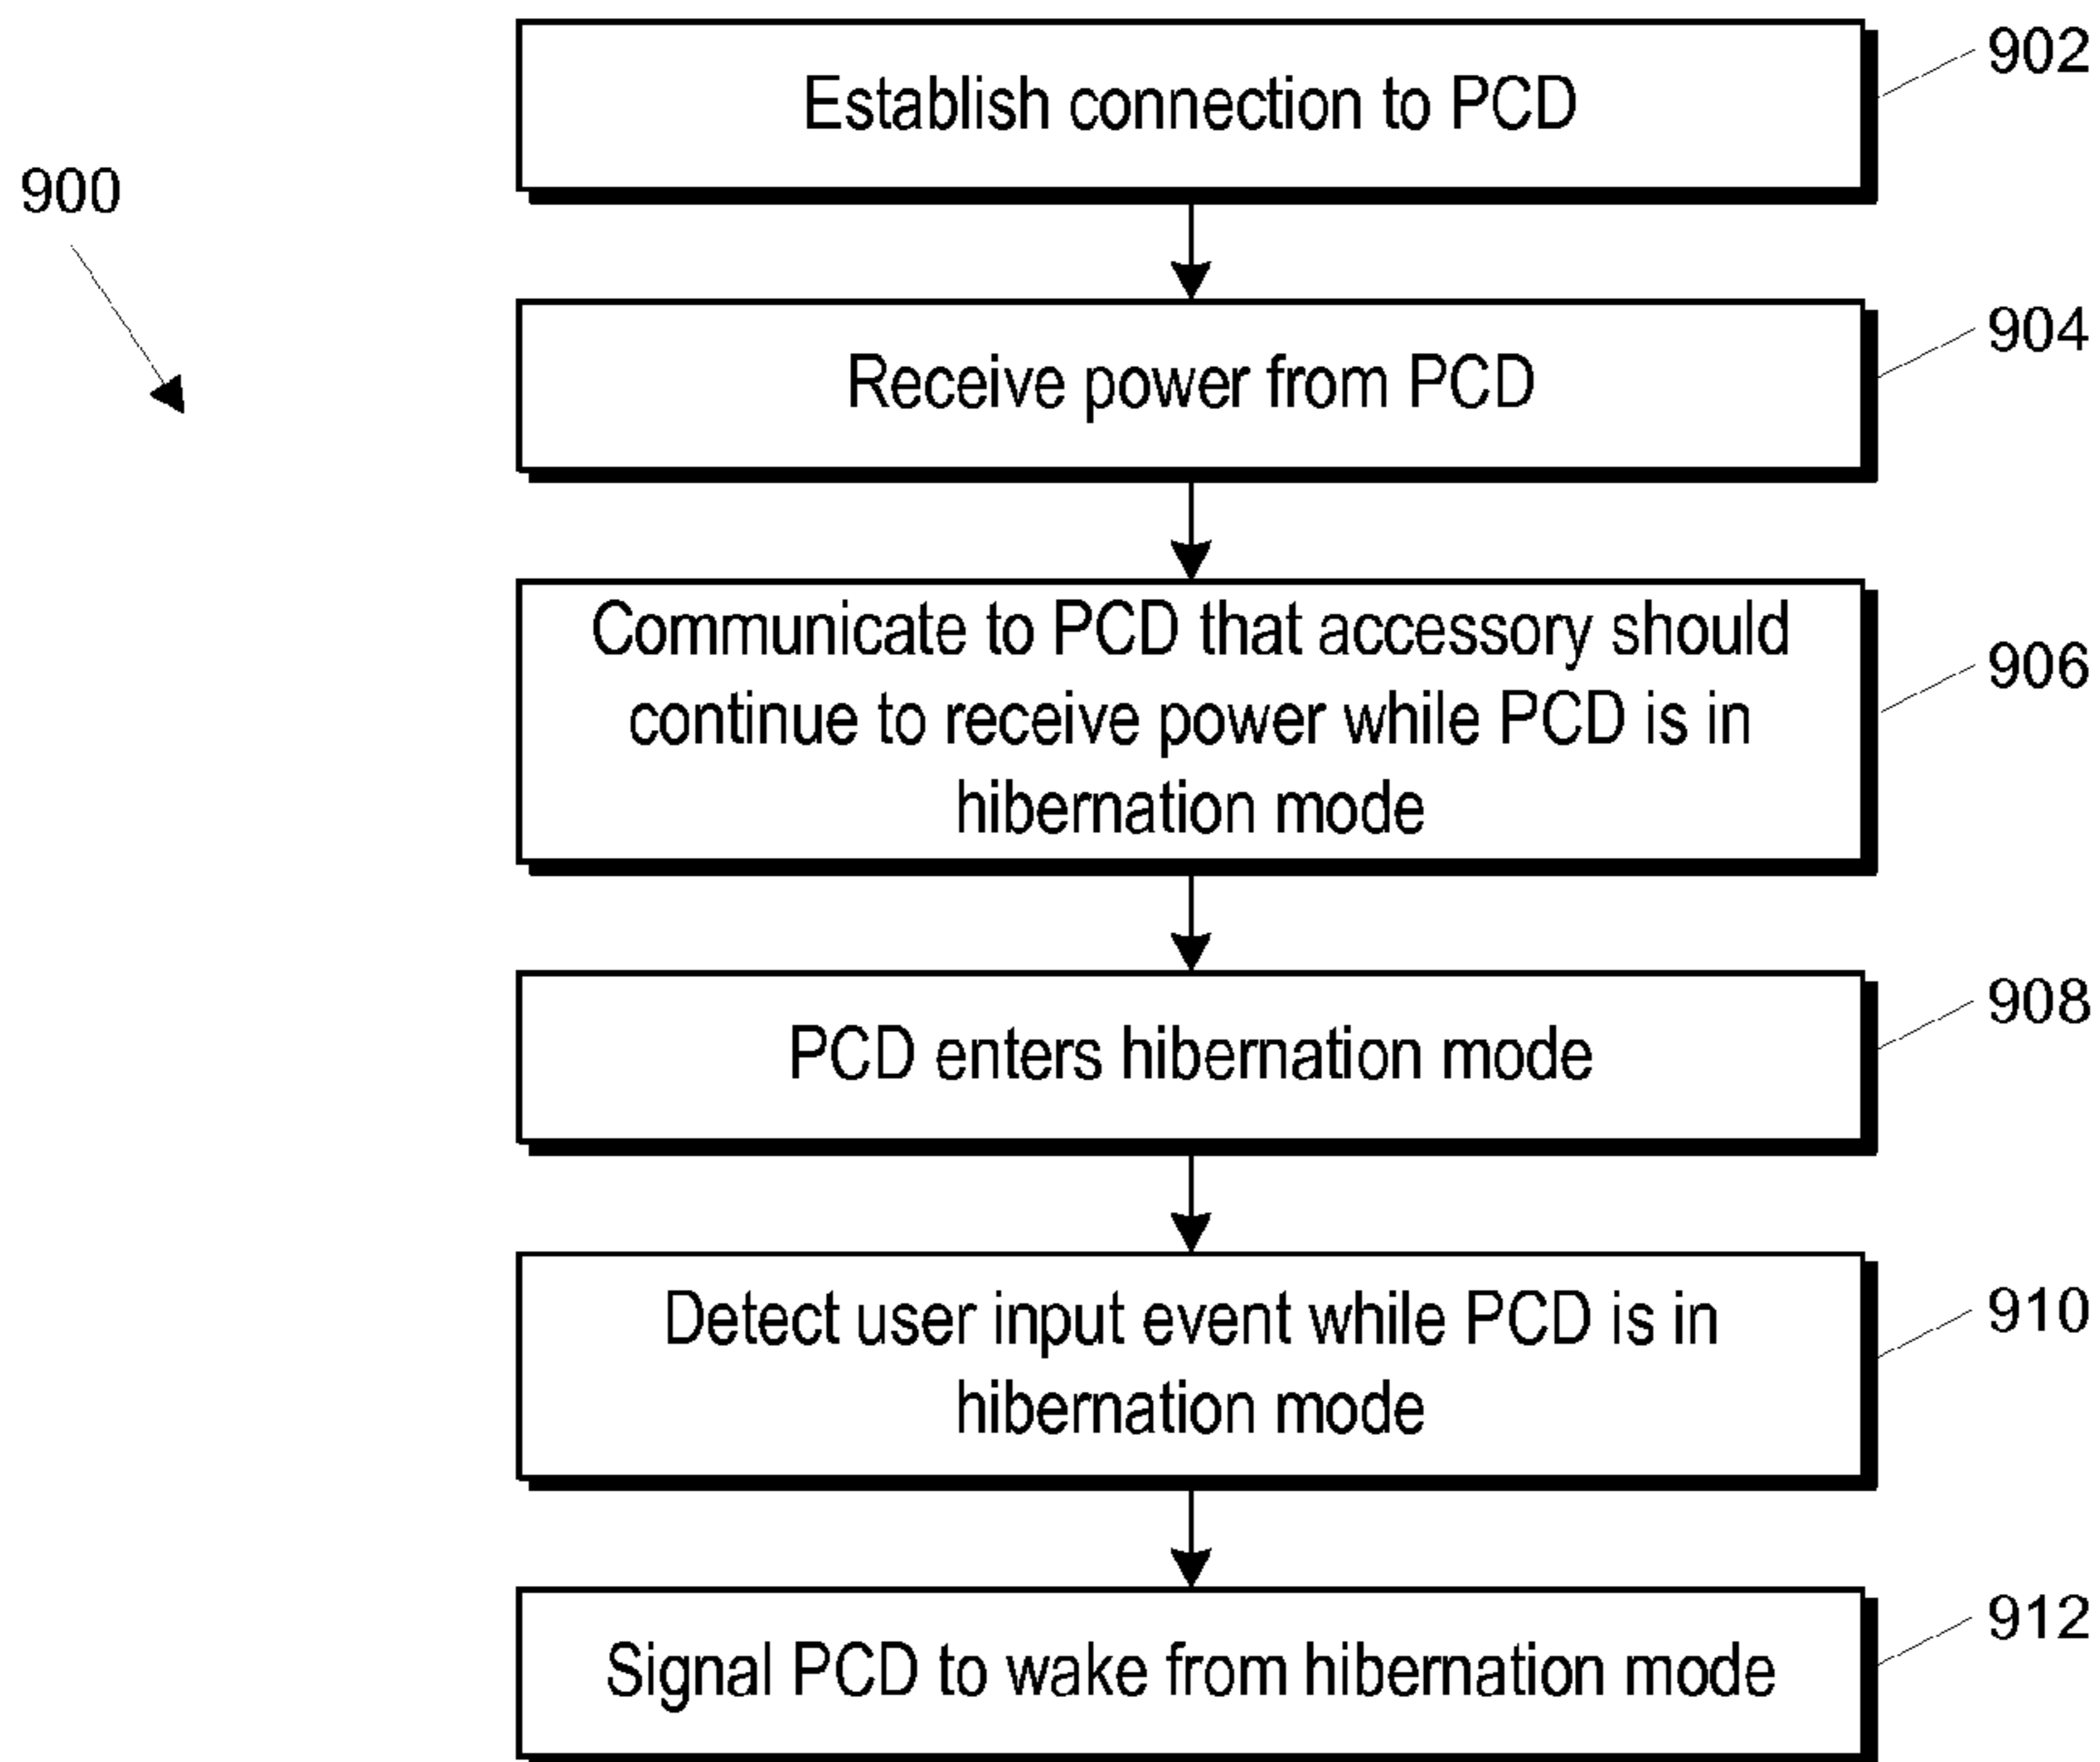 Establish connection to PCD
902
900
Receive power from PCD
904
Communicate to PCD that accessory should
continue to receive power while PCD is in
hibernation mode
906
PCD enters hibernation mode
908
Detect user input event while PCD is in
hibernation mode
910
Signal PCD to wake from hibernation mode
912